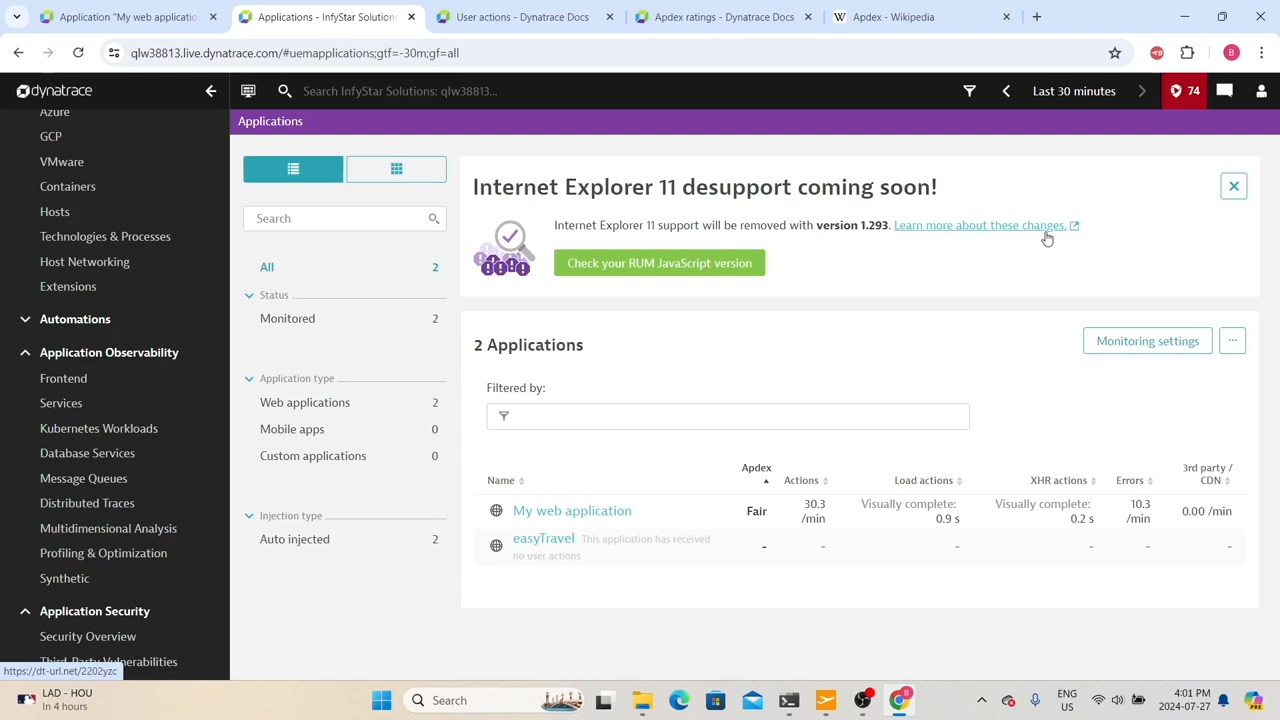 Application "My web applicatio
Applications - InfyStar Solution:
User actions - Dynatrace Docs
Apdex ratings - Dynatrace Docs
Apdex - Wikipedia
qlw38813.live.dynatrace.com/#uemapplications;gtf=-30m;gf=all
B
dynatrace
Search InfyStar Solutions: qlw38813...
Last 30 minutes
74
Applications
Azure
GCP
VMware
Containers
Hosts
Technologies & Processes
Host Networking
Extensions
Automations
Application Observability
Frontend
Services
Kubernetes Workloads
Database Services
Message Queues
Distributed Traces
Multidimensional Analysis
Profiling & Optimization
Synthetic
Application Security
Security Overview
Third-Party Vulnerabilities
https://dt-url.net/2202yzc
Search
All 2
Status
Monitored 2
Application type
Web applications 2
Mobile apps 0
Custom applications 0
Injection type
Auto injected 2
Internet Explorer 11 desupport coming soon!
Internet Explorer 11 support will be removed with version 1.293. Learn more about these changes.
Check your RUM JavaScript version
2 Applications
Monitoring settings
...
Filtered by:
Name Apdex Actions Load actions XHR actions Errors 3rd party / CDN
My web application Fair 30.3 /min Visually complete: 0.9 s Visually complete: 0.2 s 10.3 /min 0.00 /min
easyTravel This application has received no user actions - - - - - -
LAD - HOU
In 4 hours
Search
B
ENG
US
4:01 PM
2024-07-27
PRE